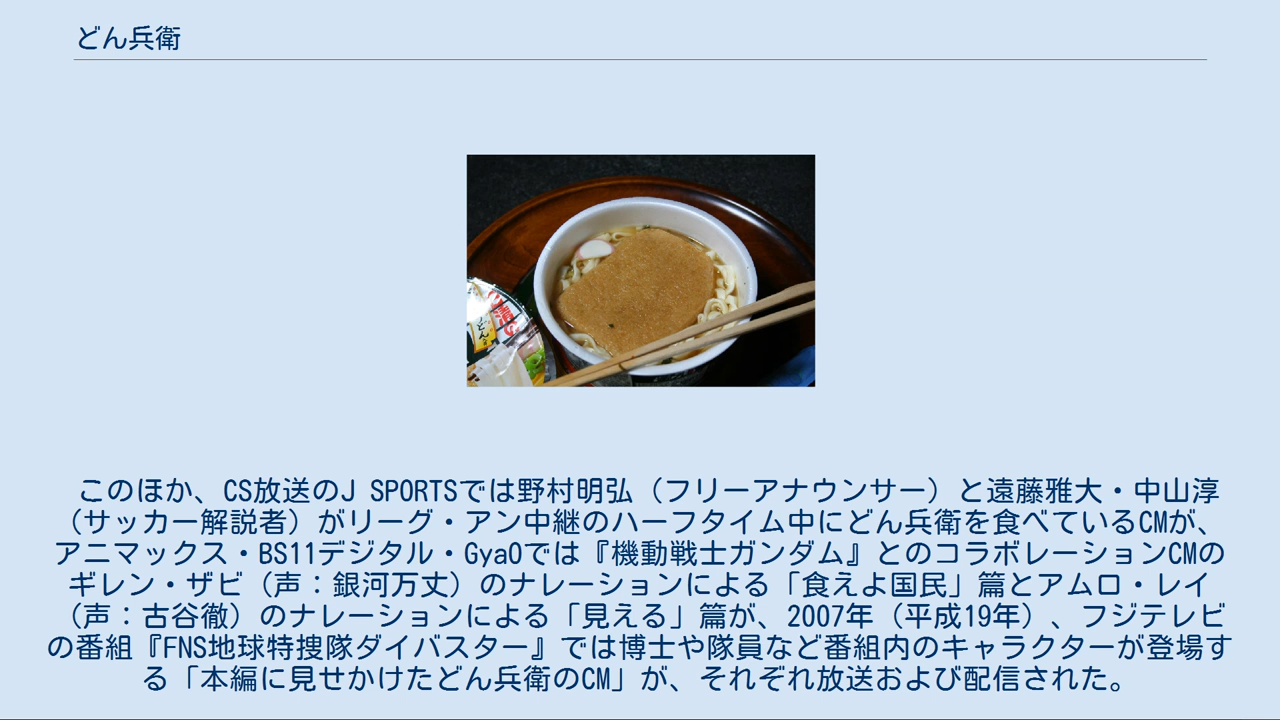 どん兵衛
このほか、CS放送のJ SPORTSでは野村明弘（フリーアナウンサー）と遠藤雅大・中山淳
（サッカー解説者）がリーグ・アン中継のハーフタイム中にどん兵衛を食べているCMが、
アニマックス・BS11デジタル・GyaOでは『機動戦士ガンダム』とのコラボレーションCMの
ギレン・ザビ（声：銀河万丈）のナレーションによる「食えよ国民」篇とアムロ・レイ
（声：古谷徹）のナレーションによる「見える」篇が、2007年（平成19年）、フジテレビ
の番組『FNS地球特捜隊ダイバスター』では博士や隊員など番組内のキャラクターが登場す
る「本編に見せかけたどん兵衛のCM」が、それぞれ放送および配信された。